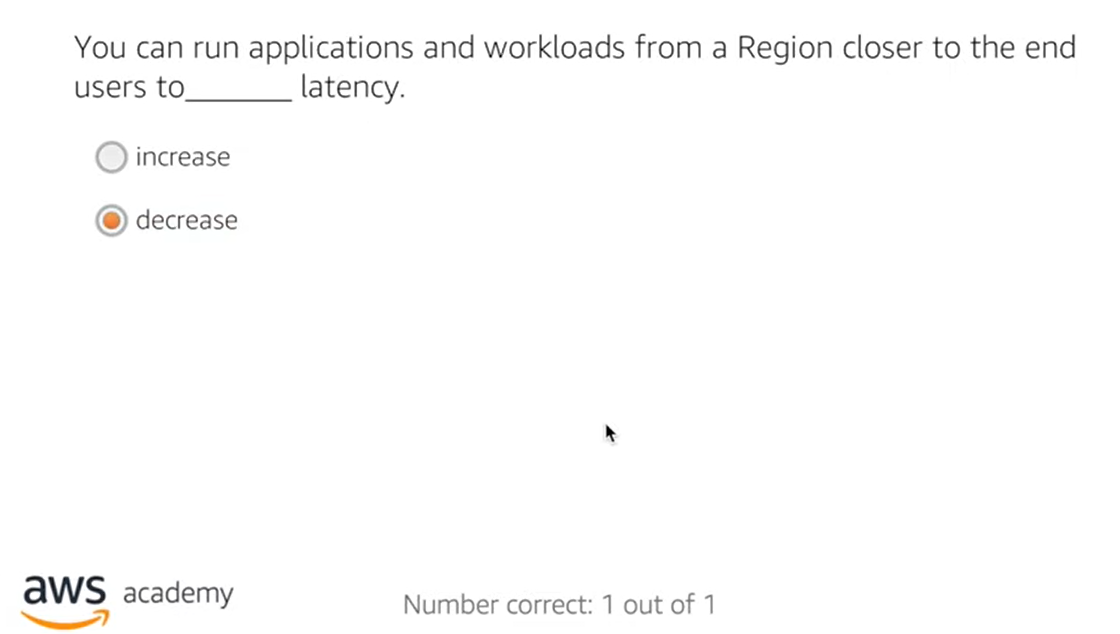 You can run applications and workloads from a Region closer to the end
users to_______ latency.
increase
decrease
aws academy
Number correct: 1 out of 1